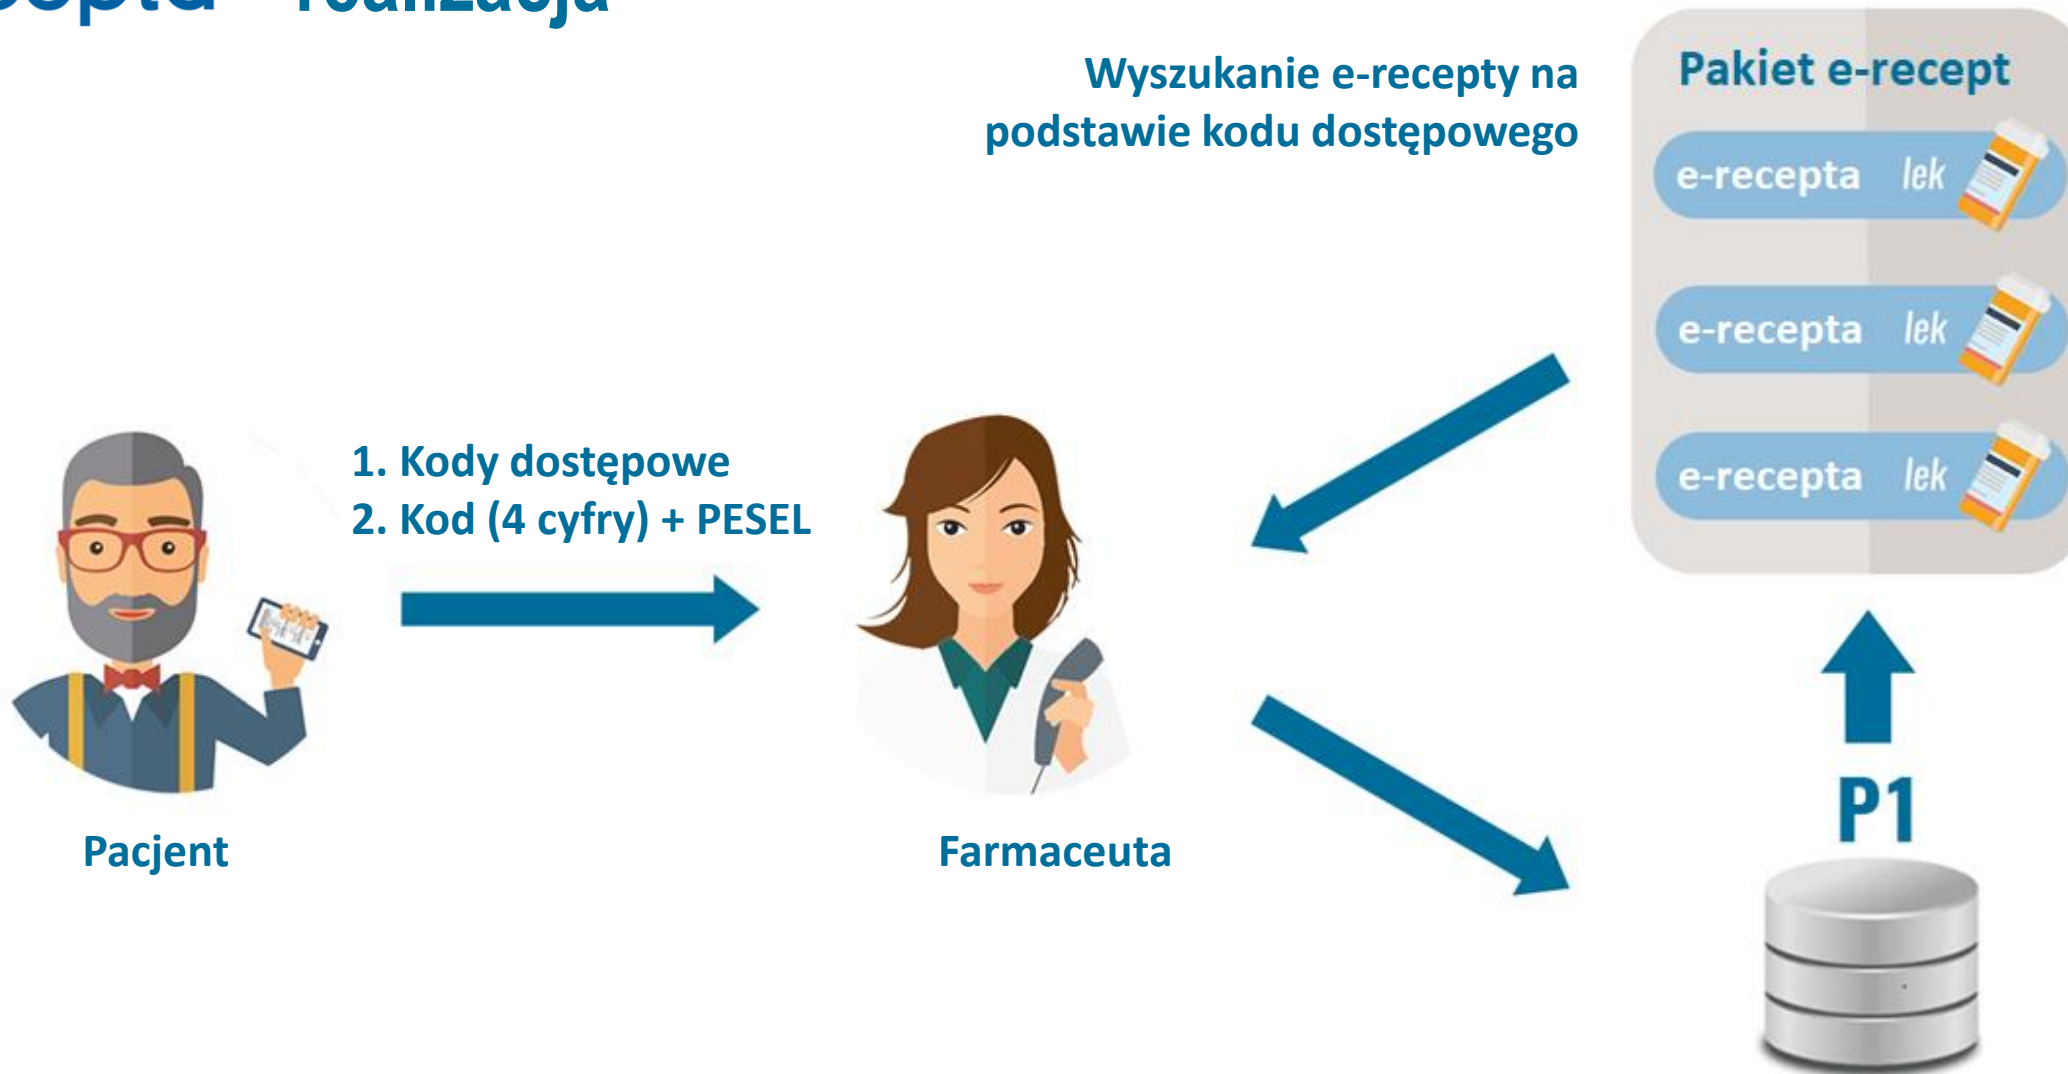 realizacja
Wyszukanie e-recepty na
podstawie kodu dostępowego
Pakiet e-recept
e-recepta lek
e-recepta lek
e-recepta lek
1. Kody dostępowe
2. Kod (4 cyfry) + PESEL
Pacjent
Farmaceuta
P1